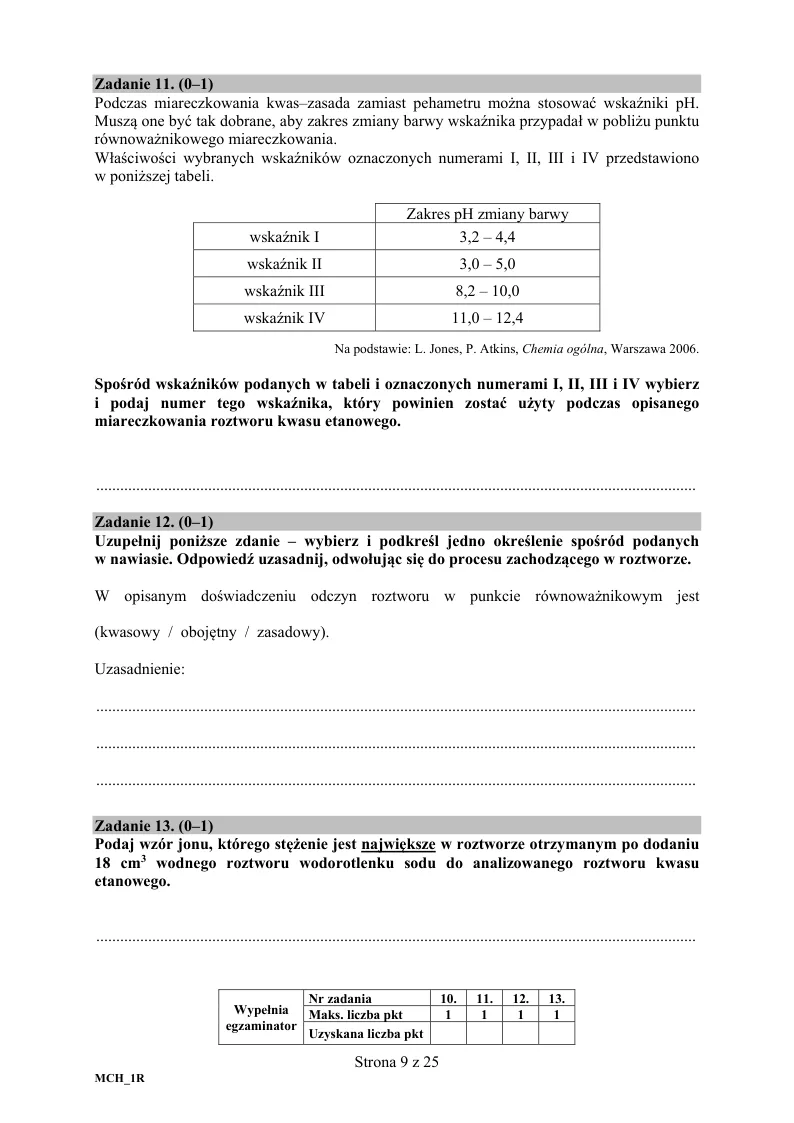 Zadanie 11. (0–1)
Podczas miareczkowania kwas–zasada zamiast pehametru można stosować wskaźniki pH.
Muszą one być tak dobrane, aby zakres zmiany barwy wskaźnika przypadał w pobliżu punktu
równoważnikowego miareczkowania.
Właściwości wybranych wskaźników oznaczonych numerami I, II, III i IV przedstawiono
w poniższej tabeli.
Zakres pH zmiany barwy
wskaźnik I 3,2 – 4,4
wskaźnik II 3,0 – 5,0
wskaźnik III 8,2 – 10,0
wskaźnik IV 11,0 – 12,4
Na podstawie: L. Jones, P. Atkins, Chemia ogólna, Warszawa 2006.
Spośród wskaźników podanych w tabeli i oznaczonych numerami I, II, III i IV wybierz
i podaj numer tego wskaźnika, który powinien zostać użyty podczas opisanego
miareczkowania roztworu kwasu etanowego.
....................................................................................................................................................
Zadanie 12. (0–1)
Uzupełnij poniższe zdanie – wybierz i podkreśl jedno określenie spośród podanych
w nawiasie. Odpowiedź uzasadnij, odwołując się do procesu zachodzącego w roztworze.
W opisanym doświadczeniu odczyn roztworu w punkcie równoważnikowym jest
(kwasowy / obojętny / zasadowy).
Uzasadnienie:
....................................................................................................................................................
....................................................................................................................................................
....................................................................................................................................................
Zadanie 13. (0–1)
Podaj wzór jonu, którego stężenie jest największe w roztworze otrzymanym po dodaniu
18 cm³ wodnego roztworu wodorotlenku sodu do analizowanego roztworu kwasu
etanowego.
....................................................................................................................................................
Wypełnia egzaminator
Nr zadania 10. 11. 12. 13.
Maks. liczba pkt 1 1 1 1
Uzyskana liczba pkt
Strona 9 z 25
MCH_1R